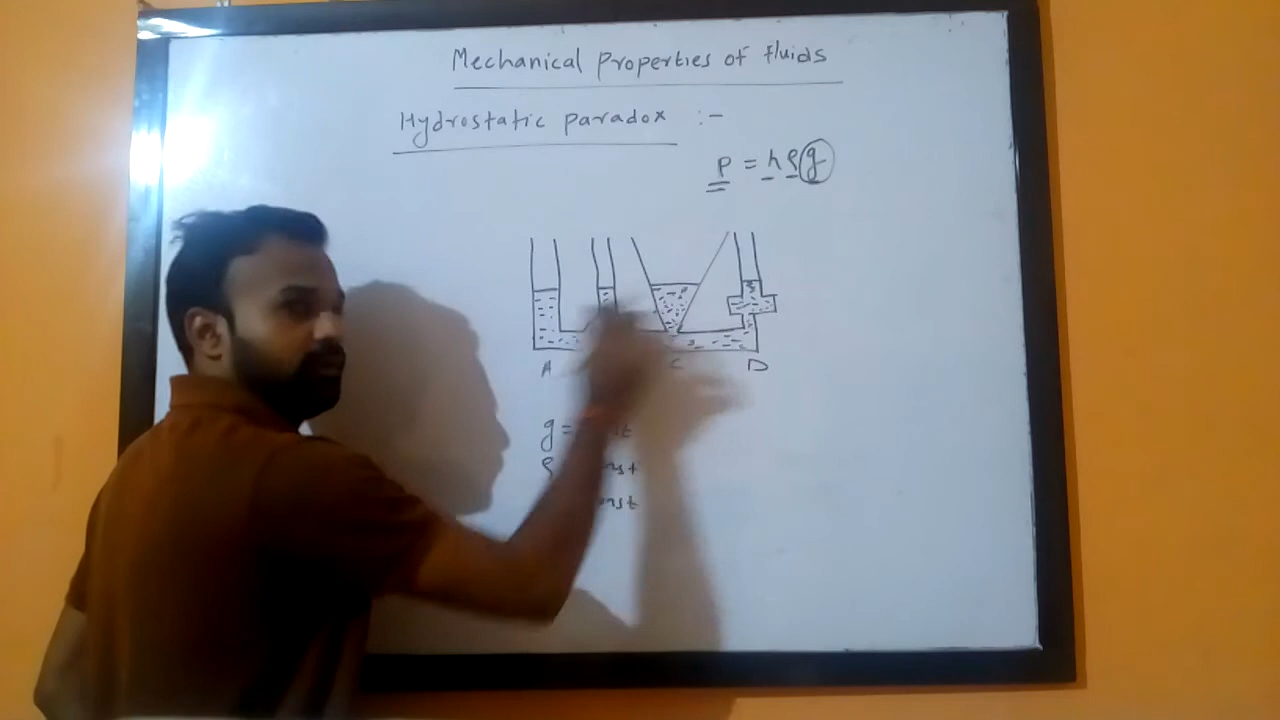 Mechanical properties of fluids
Hydrostatic paradox :-
P = hρg
A C D
g =
ρ